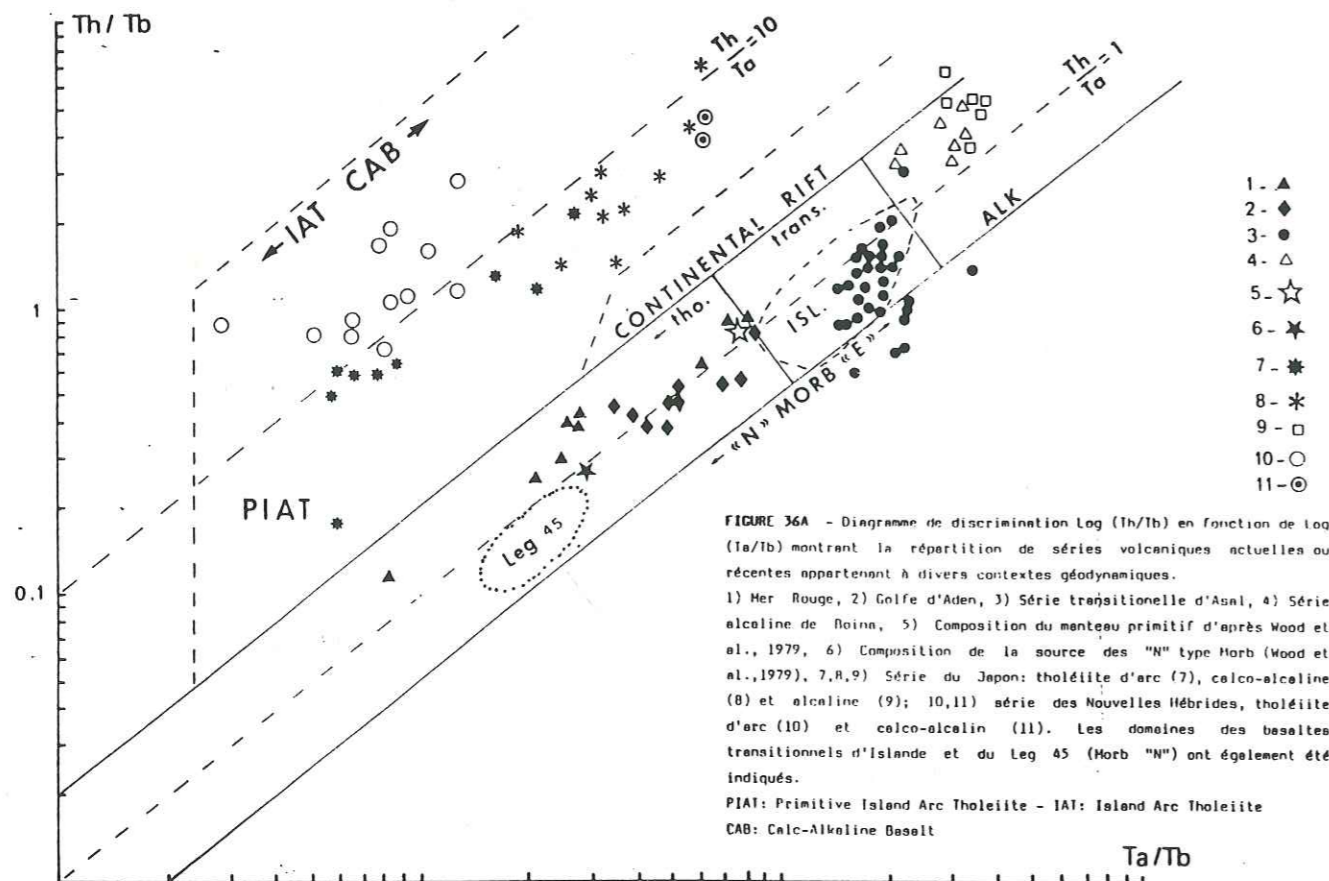 Th/Tb
Th
Ta =10
Th
Ta =1
IAT CAB
CONTINENTAL RIFT
tho.
trans.
ALK
ISL.
«N» MORB «E»
PIAT
Leg 45
1
0.1
1 -
2 -
3 -
4 -
5 -
6 -
7 -
8 -
9 -
10 -
11 -
FIGURE 36A - Diagramme de discrimination Log (Th/Tb) en fonction de Log
(Ta/Tb) montrant la répartition de séries volcaniques actuelles ou
récentes appartenant à divers contextes géodynamiques.
1) Mer Rouge, 2) Golfe d'Aden, 3) Série transitionelle d'Asal, 4) Série
alcaline de Boina, 5) Composition du manteau primitif d'après Wood et
al., 1979, 6) Composition de la source des "N" type Morb (Wood et
al.,1979), 7,8,9) Série du Japon: tholéiite d'arc (7), calco-alcaline
(8) et alcaline (9); 10,11) série des Nouvelles Hébrides, tholéiite
d'arc (10) et calco-alcalin (11). Les domaines des basaltes
transitionnels d'Islande et du Leg 45 (Morb "N") ont également été
indiqués.
PIAT: Primitive Island Arc Tholeiite - IAT: Island Arc Tholeiite
CAB: Calc-Alkaline Basalt
Ta/Tb